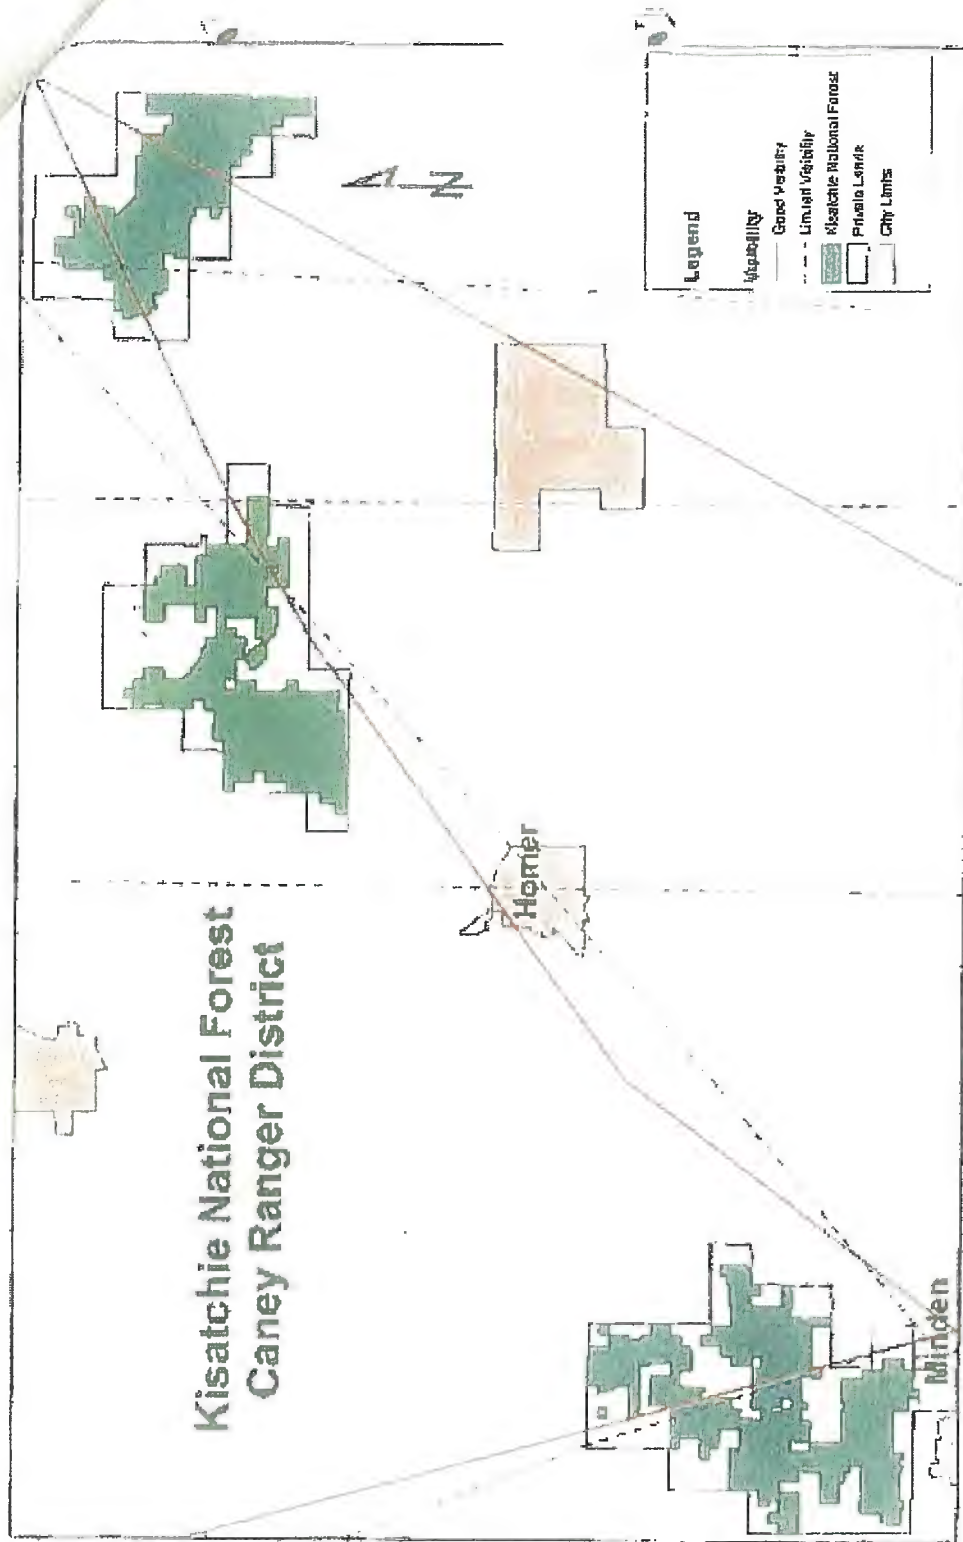 Kisatchie National Forest
Caney Ranger District
Homer
Minden
N
Legend
Visibility
Good Visibility
Limited Visibility
Kisatchie National Forest
Private Lands
City Limits